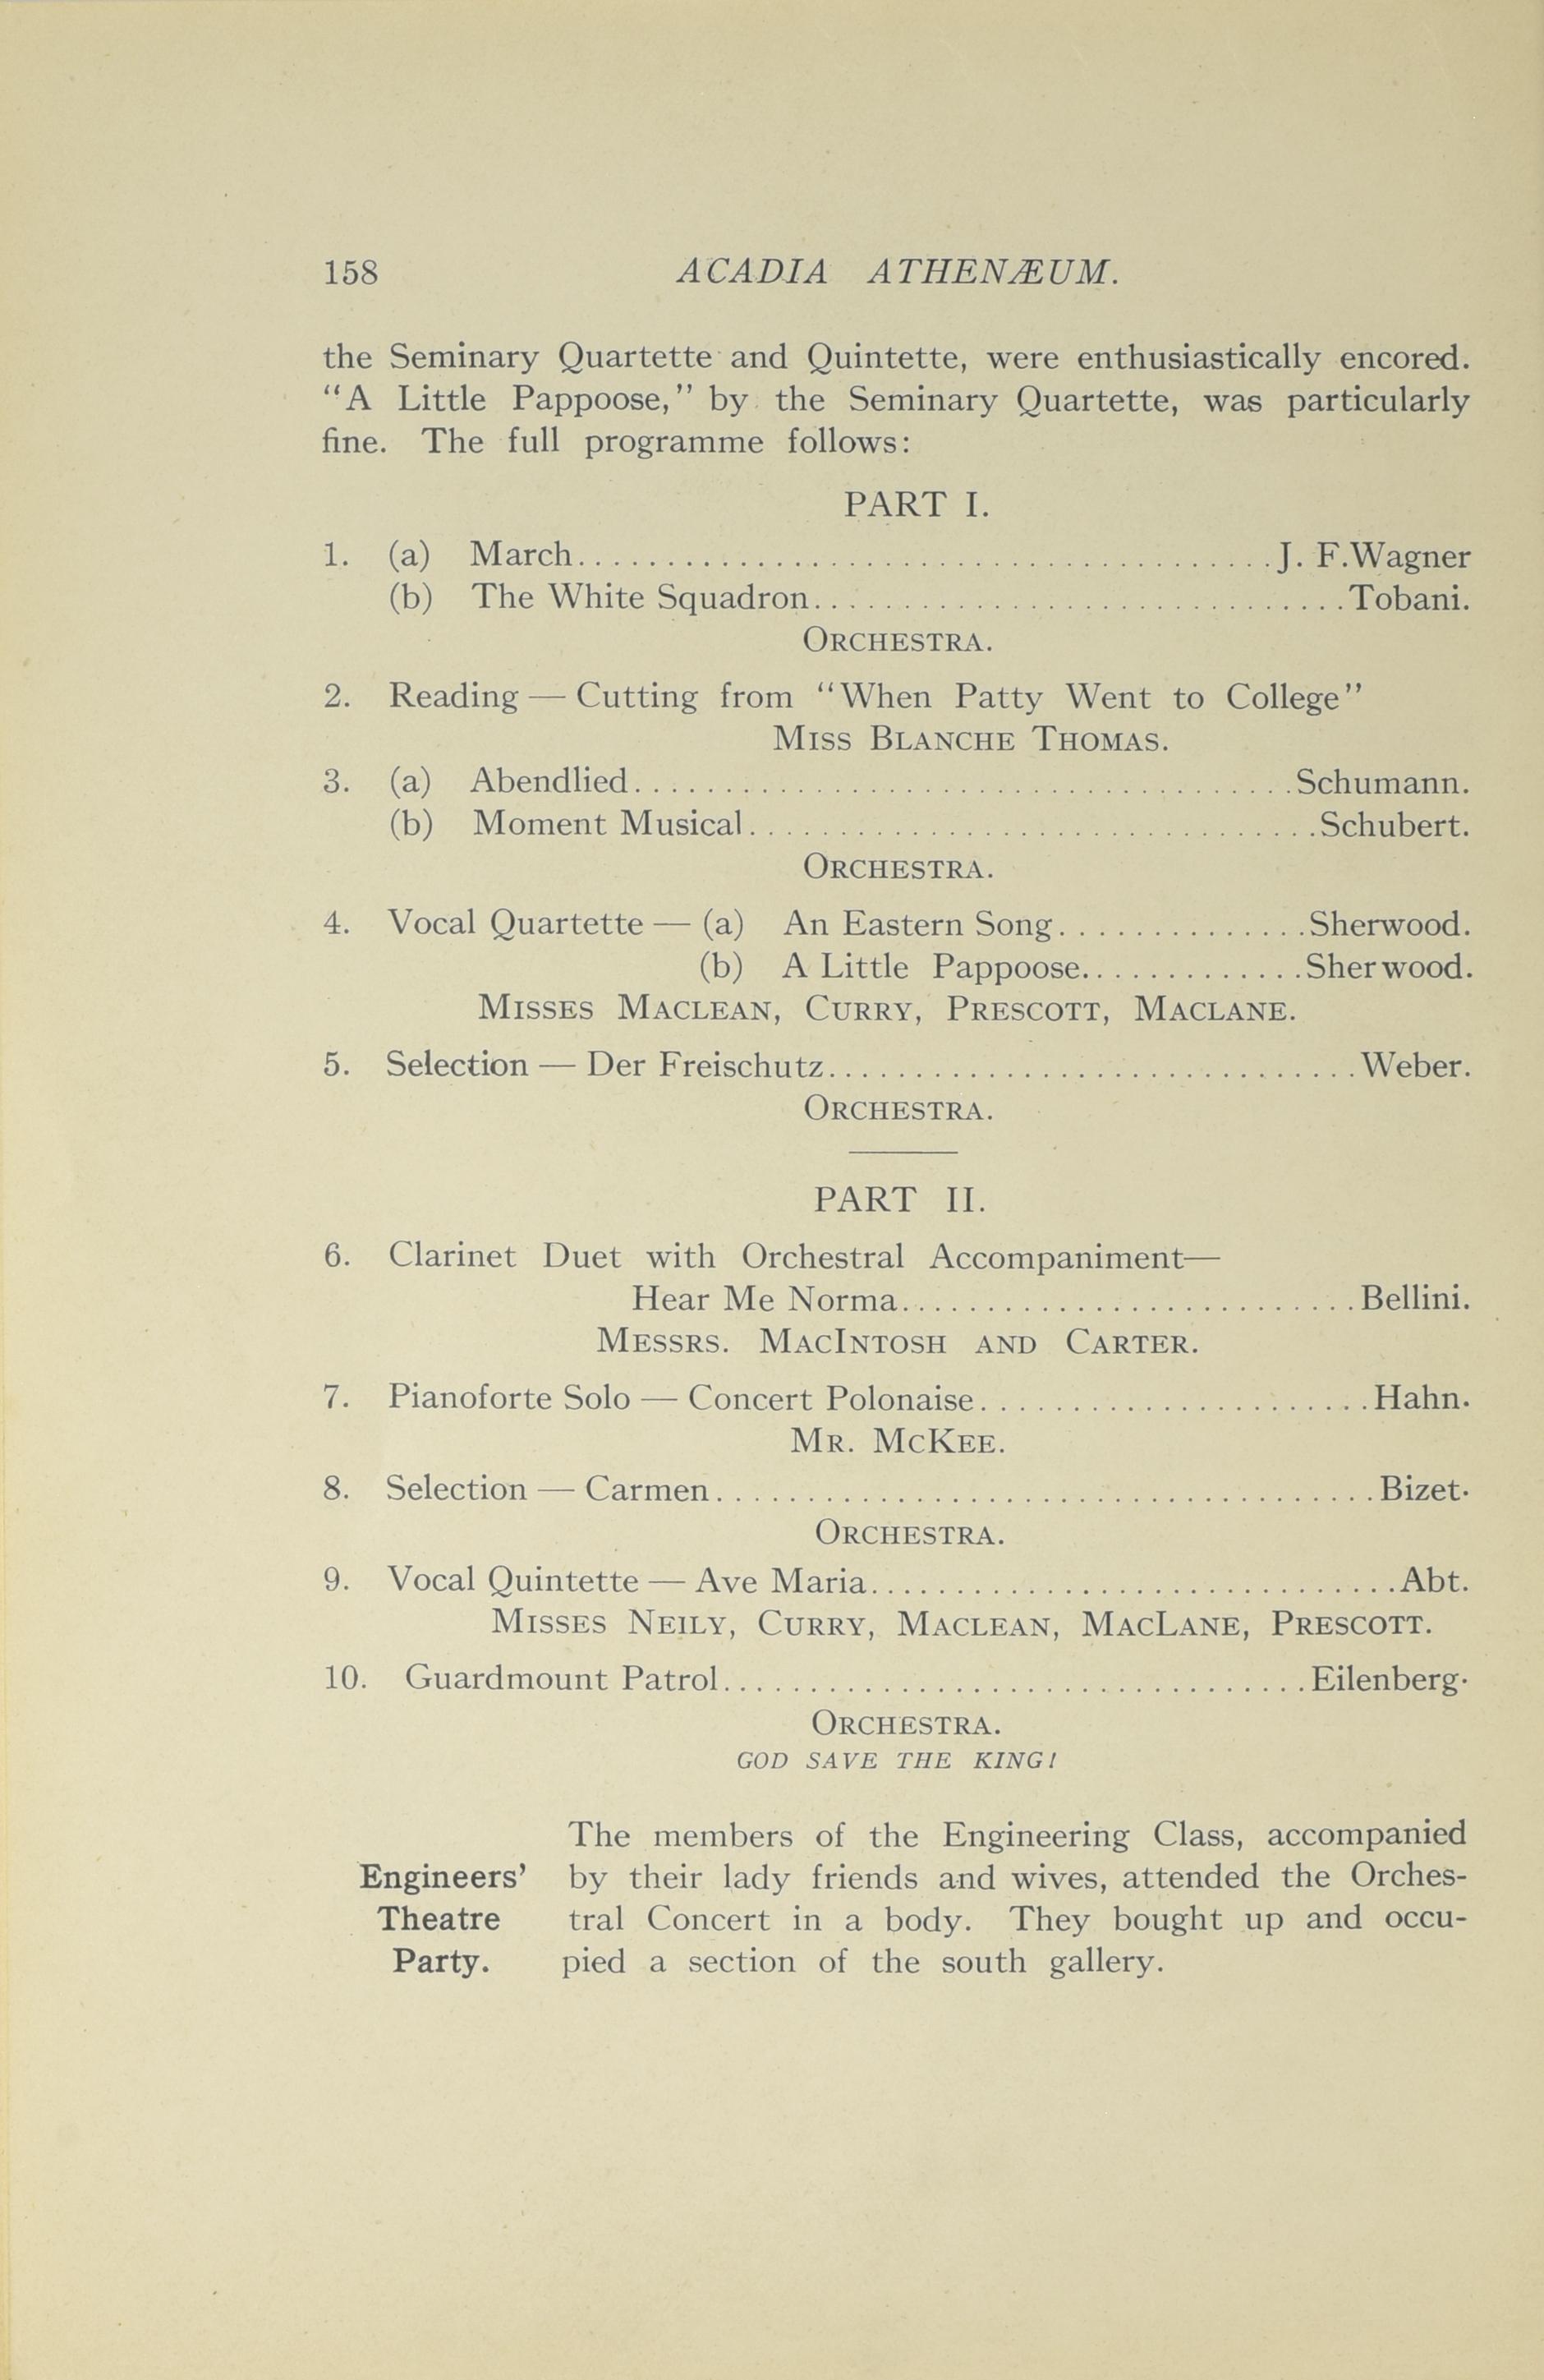 158 ACADIA ATHENÆUM.
the Seminary Quartette and Quintette, were enthusiastically encored.
“A Little Pappoose,” by the Seminary Quartette, was particularly
fine. The full programme follows:
PART I.
1. (a) March............................................J. F.Wagner
(b) The White Squadron..................................Tobani.
ORCHESTRA.
2. Reading — Cutting from “When Patty Went to College”
MISS BLANCHE THOMAS.
3. (a) Abendlied..........................................Schumann.
(b) Moment Musical....................................Schubert.
ORCHESTRA.
4. Vocal Quartette — (a) An Eastern Song...............Sherwood.
(b) A Little Pappoose.............Sherwood.
MISSES MACLEAN, CURRY, PRESCOTT, MACLANE.
5. Selection — Der Freischutz.................................Weber.
ORCHESTRA.
PART II.
6. Clarinet Duet with Orchestral Accompaniment—
Hear Me Norma.............................Bellini.
MESSRS. MACINTOSH AND CARTER.
7. Pianoforte Solo — Concert Polonaise........................Hahn.
MR. MCKEE.
8. Selection — Carmen..........................................Bizet.
ORCHESTRA.
9. Vocal Quintette — Ave Maria.................................Abt.
MISSES NEILY, CURRY, MACLEAN, MACLANE, PRESCOTT.
10. Guardmount Patrol.....................................Eilenberg.
ORCHESTRA.
GOD SAVE THE KING!
The members of the Engineering Class, accompanied
Engineers’ by their lady friends and wives, attended the Orches-
Theatre tral Concert in a body. They bought up and occu-
Party. pied a section of the south gallery.